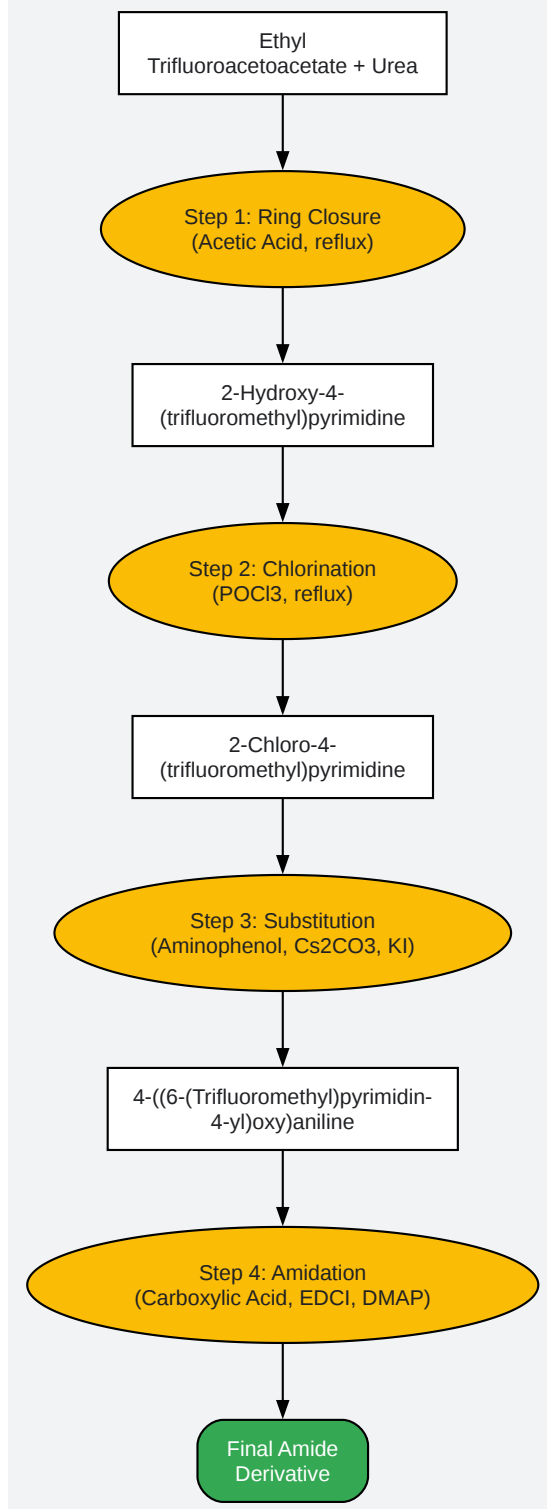 Ethyl
Trifluoroacetoacetate + Urea
Step 1: Ring Closure
(Acetic Acid, reflux)
2-Hydroxy-4-
(trifluoromethyl)pyrimidine
Step 2: Chlorination
(POCl3, reflux)
2-Chloro-4-
(trifluoromethyl)pyrimidine
Step 3: Substitution
(Aminophenol, Cs2CO3, KI)
4-((6-(Trifluoromethyl)pyrimidin-
4-yl)oxy)aniline
Step 4: Amidation
(Carboxylic Acid, EDCI, DMAP)
Final Amide
Derivative